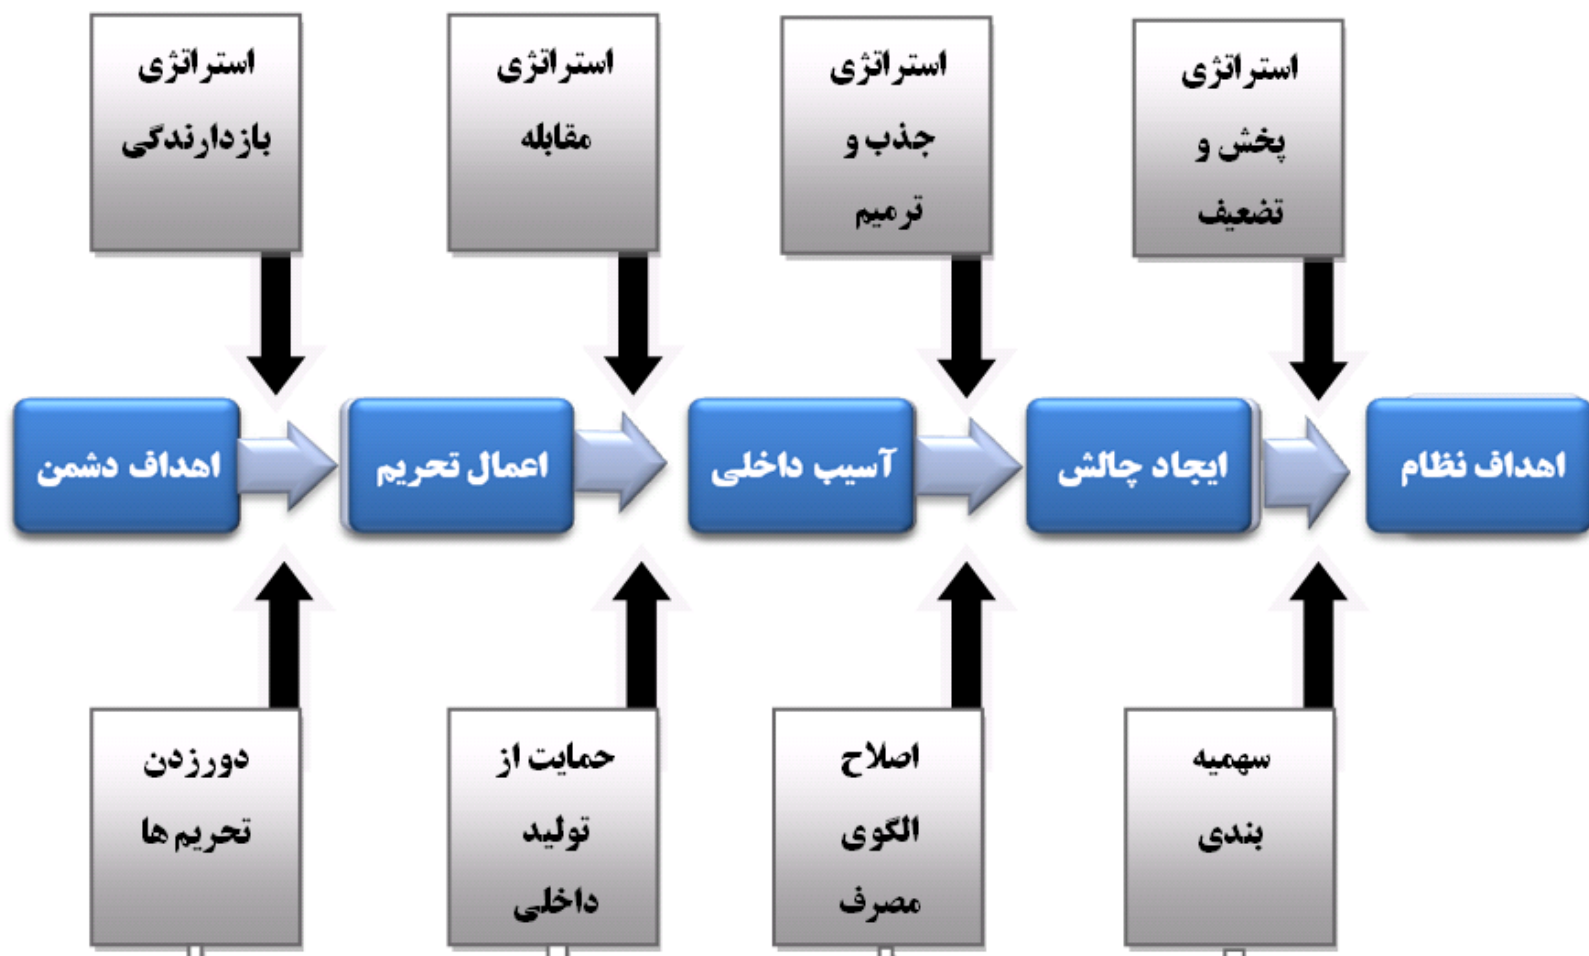 استراتژی
بازدارندگی
استراتژی
مقابله
استراتژی
جذب و
ترمیم
استراتژی
پخش و
تضعیف
اهداف دشمن
اعمال تحریم
آسیب داخلی
ایجاد چالش
اهداف نظام
دورزدن
تحریم ها
حمایت از
تولید
داخلی
اصلاح
الگوی
مصرف
سهمیه
بندی